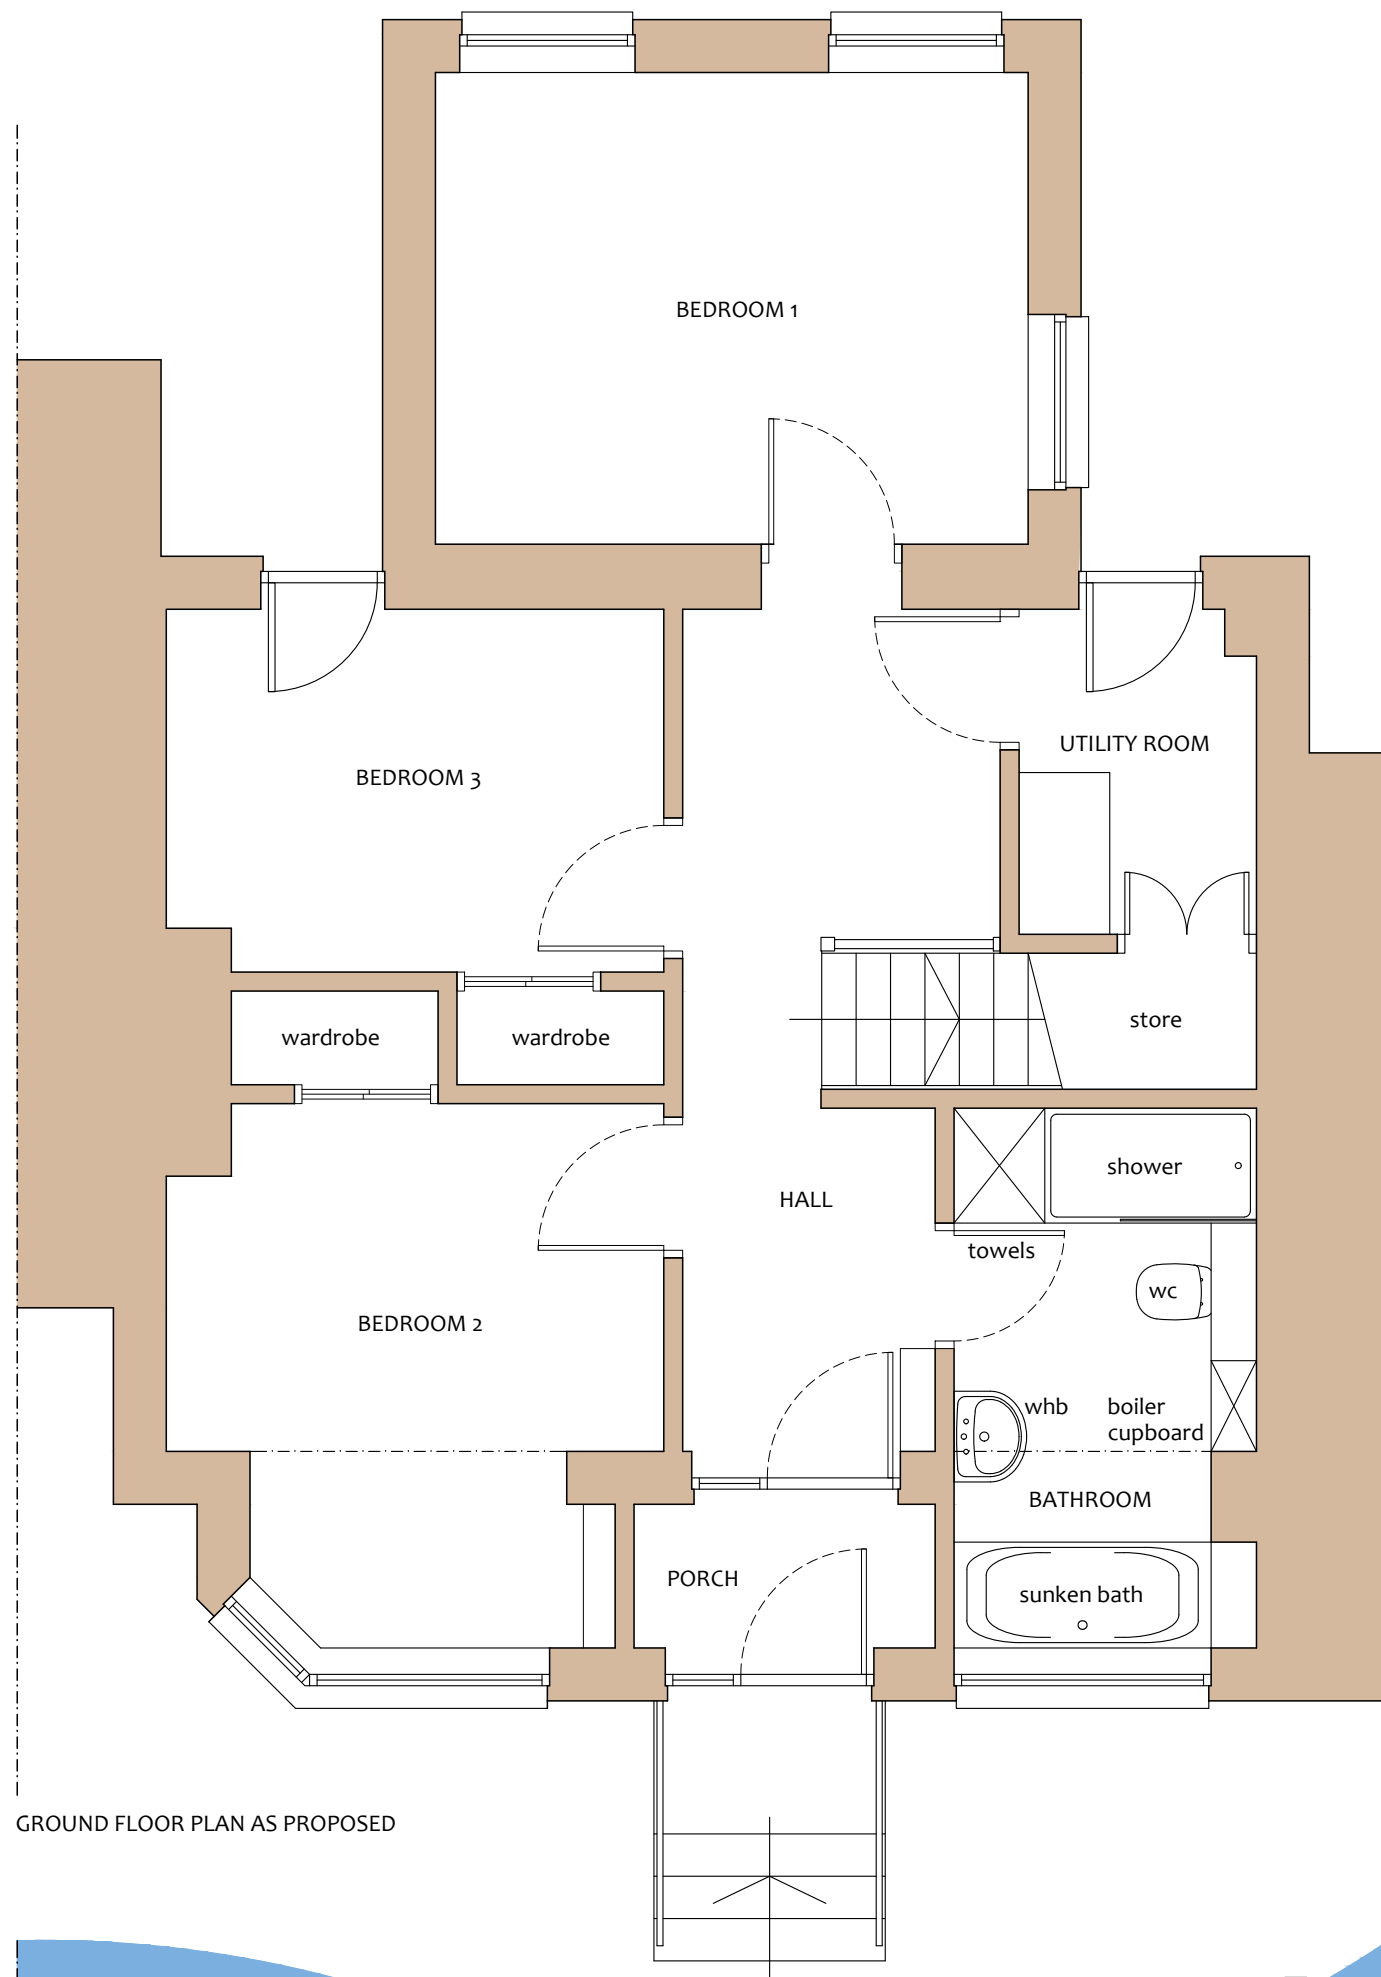 BEDROOM 1
UTILITY ROOM
BEDROOM 3
wardrobe
wardrobe
store
shower
HALL
towels
wc
BEDROOM 2
whb
boiler
cupboard
BATHROOM
PORCH
sunken bath
GROUND FLOOR PLAN AS PROPOSED